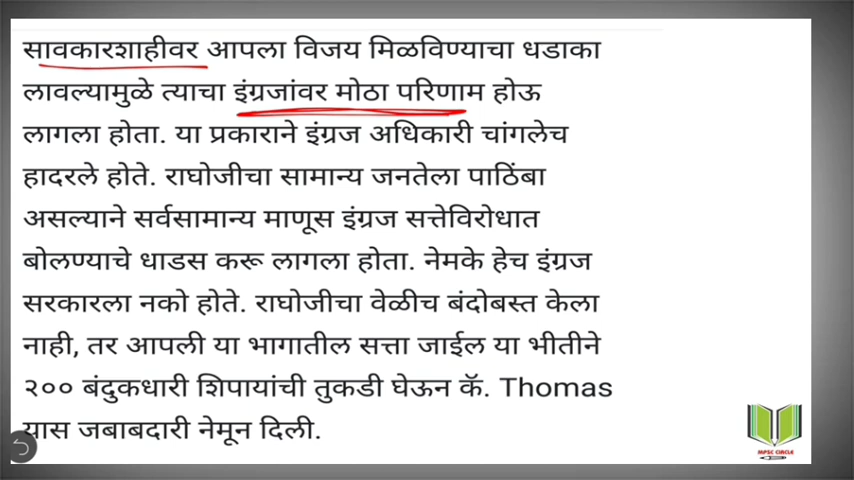 सावकारशाहीवर आपला विजय मिळविण्याचा धडाका
लावल्यामुळे त्याचा इंग्रजांवर मोठा परिणाम होऊ
लागला होता. या प्रकाराने इंग्रज अधिकारी चांगलेच
हादरले होते. राघोजीचा सामान्य जनतेला पाठिंबा
असल्याने सर्वसामान्य माणूस इंग्रज सत्तेविरोधात
बोलण्याचे धाडस करू लागला होता. नेमके हेच इंग्रज
सरकारला नको होते. राघोजीचा वेळीच बंदोबस्त केला
नाही, तर आपली या भागातील सत्ता जाईल या भीतीने
२०० बंदुकधारी शिपायांची तुकडी घेऊन कॅ. Thomas
यास जबाबदारी नेमून दिली.
MPSC CIRCLE